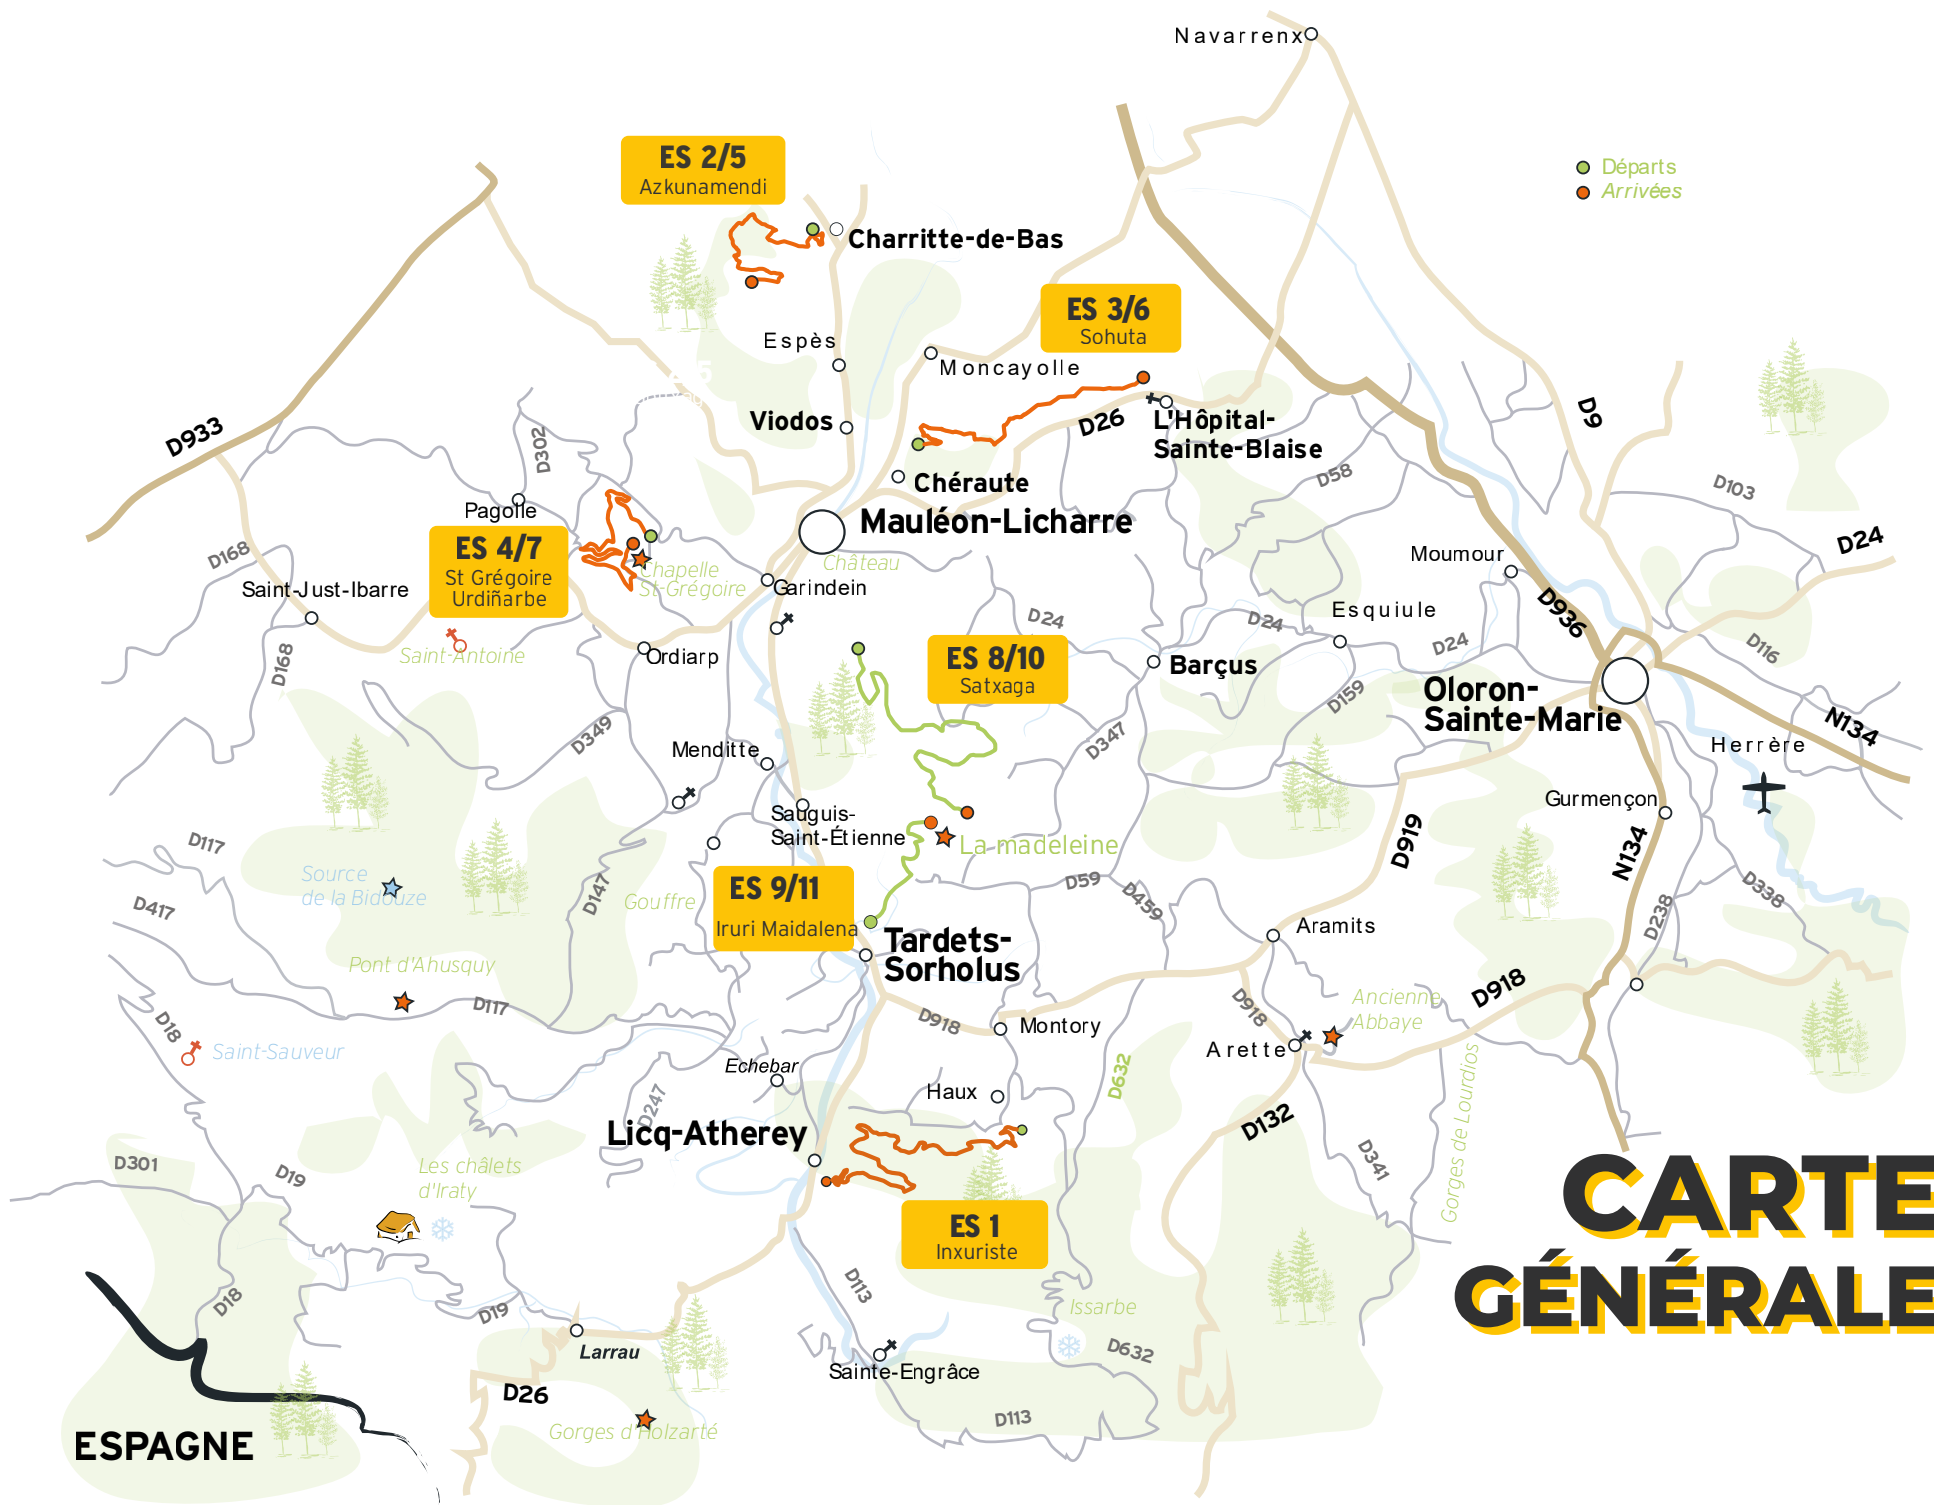 Navarrenx
Départs
Arrivées
ES 2/5
Azkunamendi
Charritte-de-Bas
ES 3/6
Sohuta
Espès
Moncayolle
Viodos
D26
L'Hôpital-
Sainte-Blaise
D9
D933
D302
Chéraute
D58
D103
Pagolle
Mauléon-Licharre
D24
ES 4/7
St Grégoire
Urdiñarbe
D168
Chapelle
St-Grégoire
Château
Moumour
Saint-Just-Ibarre
Garindein
Esquiule
D936
D24
D24
D24
D116
D168
Saint-Antoine
Ordiarp
ES 8/10
Satxaga
Barçus
D159
Oloron-
Sainte-Marie
N134
D349
Menditte
D347
Herrère
Gurmençon
Sauguis-
Saint-Étienne
La madeleine
D919
N134
D117
Source
de la Bidouze
D147
Gouffre
ES 9/11
Iruri Maidalena
D59
D459
D338
D417
D238
Aramits
Tardets-
Sorholus
Pont d'Ahusquy
D117
D918
D918
D918
Ancienne
Abbaye
D18
Saint-Sauveur
Montory
Arette
Echebar
D632
Haux
D247
Licq-Atherey
D132
D341
Gorges de Lourdios
D301
D19
Les châlets
d'Iraty
ES 1
Inxuriste
CARTE
GÉNÉRALE
D18
D19
D113
Issarbe
D632
Larrau
Sainte-Engrâce
D26
D113
Gorges d'Holzarté
ESPAGNE